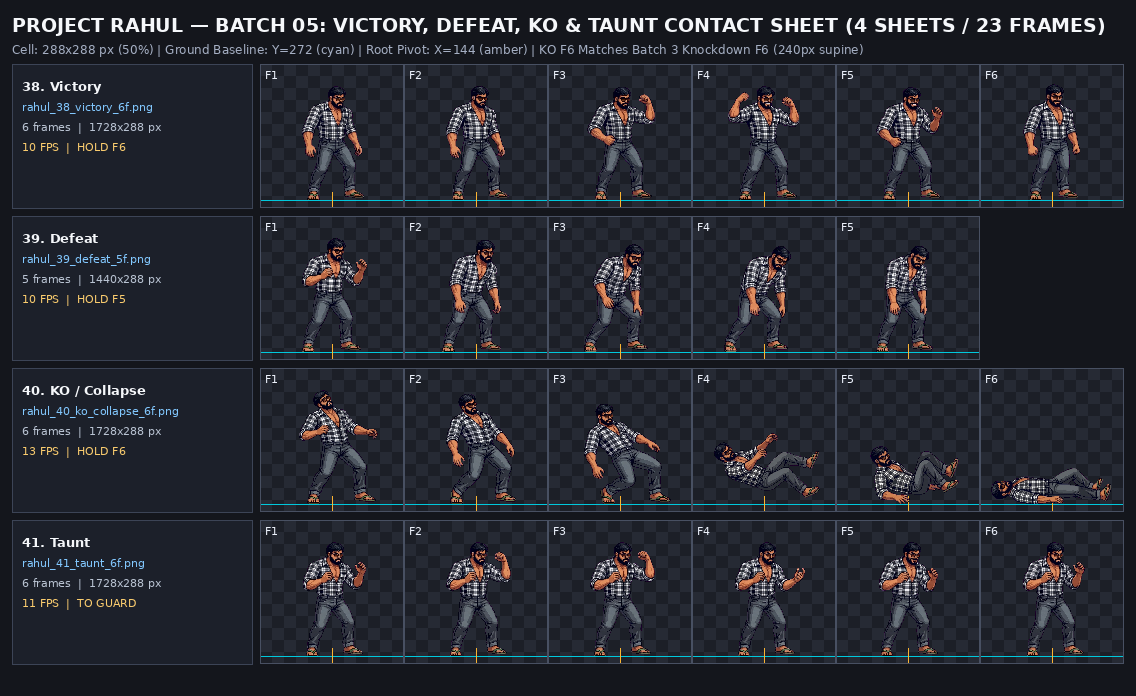 PROJECT RAHUL — BATCH 05: VICTORY, DEFEAT, KO & TAUNT CONTACT SHEET (4 SHEETS / 23 FRAMES)
Cell: 288x288 px (50%) | Ground Baseline: Y=272 (cyan) | Root Pivot: X=144 (amber) | KO F6 Matches Batch 3 Knockdown F6 (240px supine)
38. Victory
rahul_38_victory_6f.png
6 frames | 1728x288 px
10 FPS | HOLD F6
F1 F2 F3 F4 F5 F6
39. Defeat
rahul_39_defeat_5f.png
5 frames | 1440x288 px
10 FPS | HOLD F5
F1 F2 F3 F4 F5
40. KO / Collapse
rahul_40_ko_collapse_6f.png
6 frames | 1728x288 px
13 FPS | HOLD F6
F1 F2 F3 F4 F5 F6
41. Taunt
rahul_41_taunt_6f.png
6 frames | 1728x288 px
11 FPS | TO GUARD
F1 F2 F3 F4 F5 F6